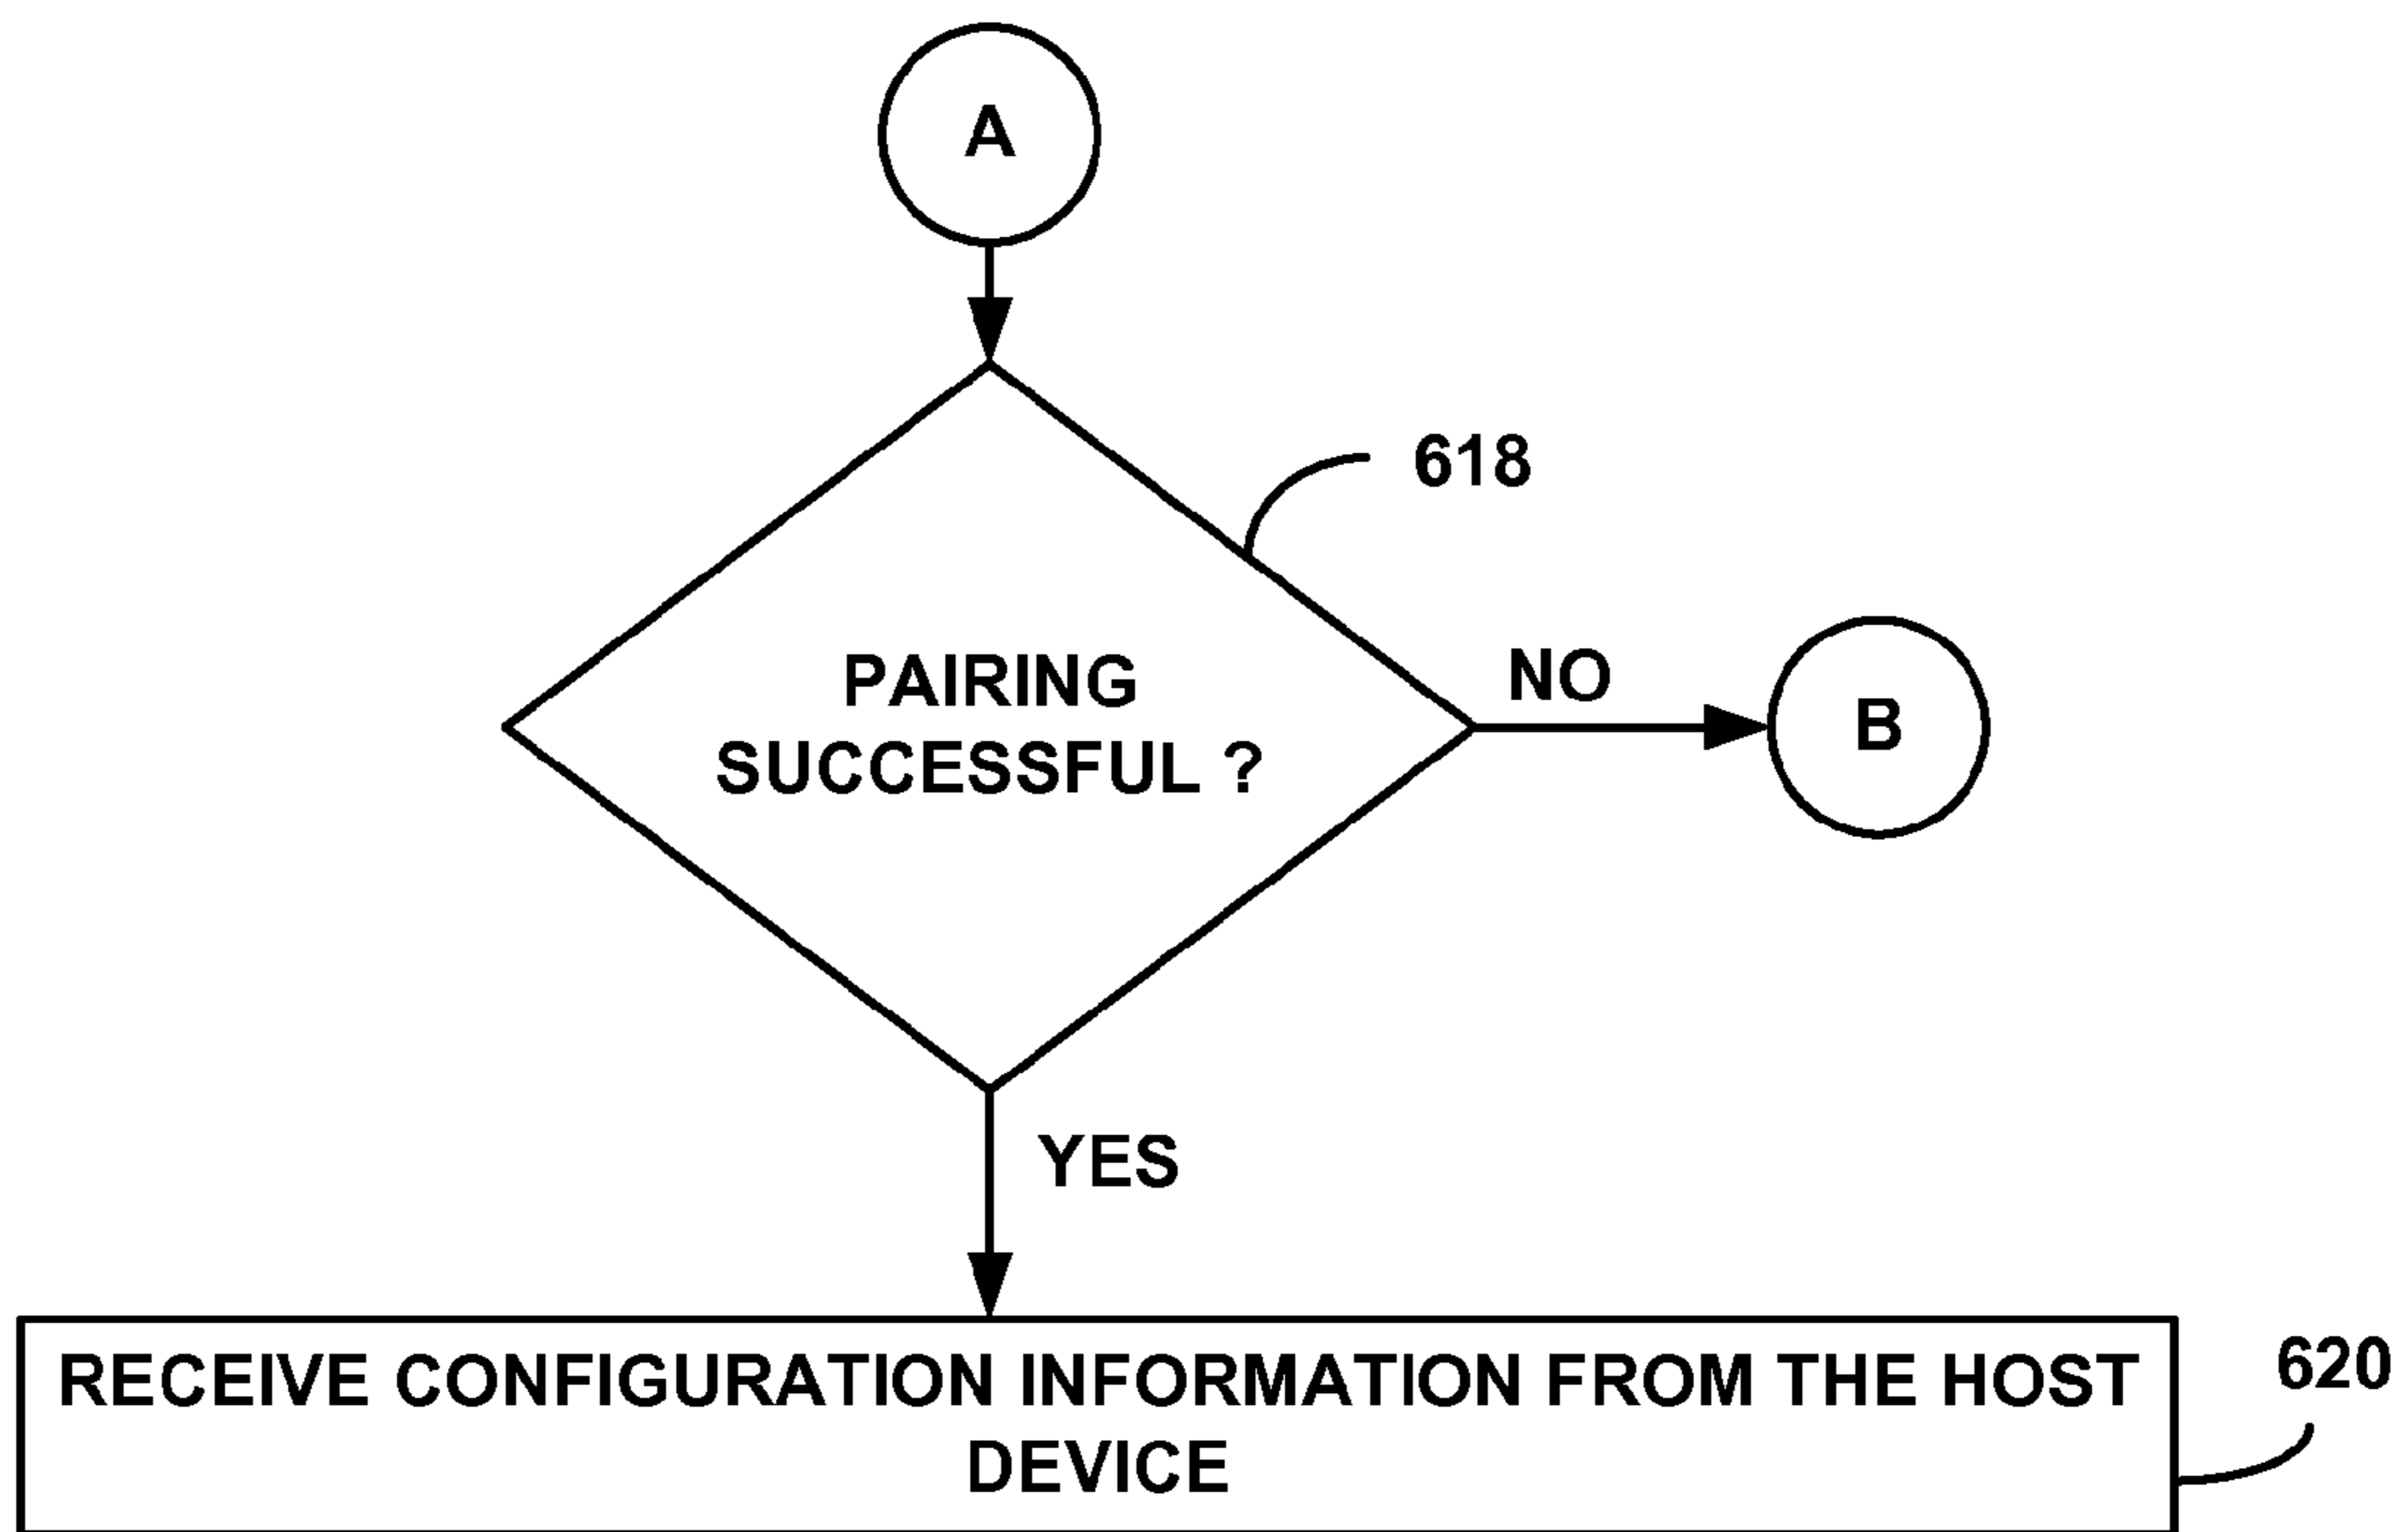 A
618
PAIRING
SUCCESSFUL ?
NO
B
YES
RECEIVE CONFIGURATION INFORMATION FROM THE HOST
DEVICE
620